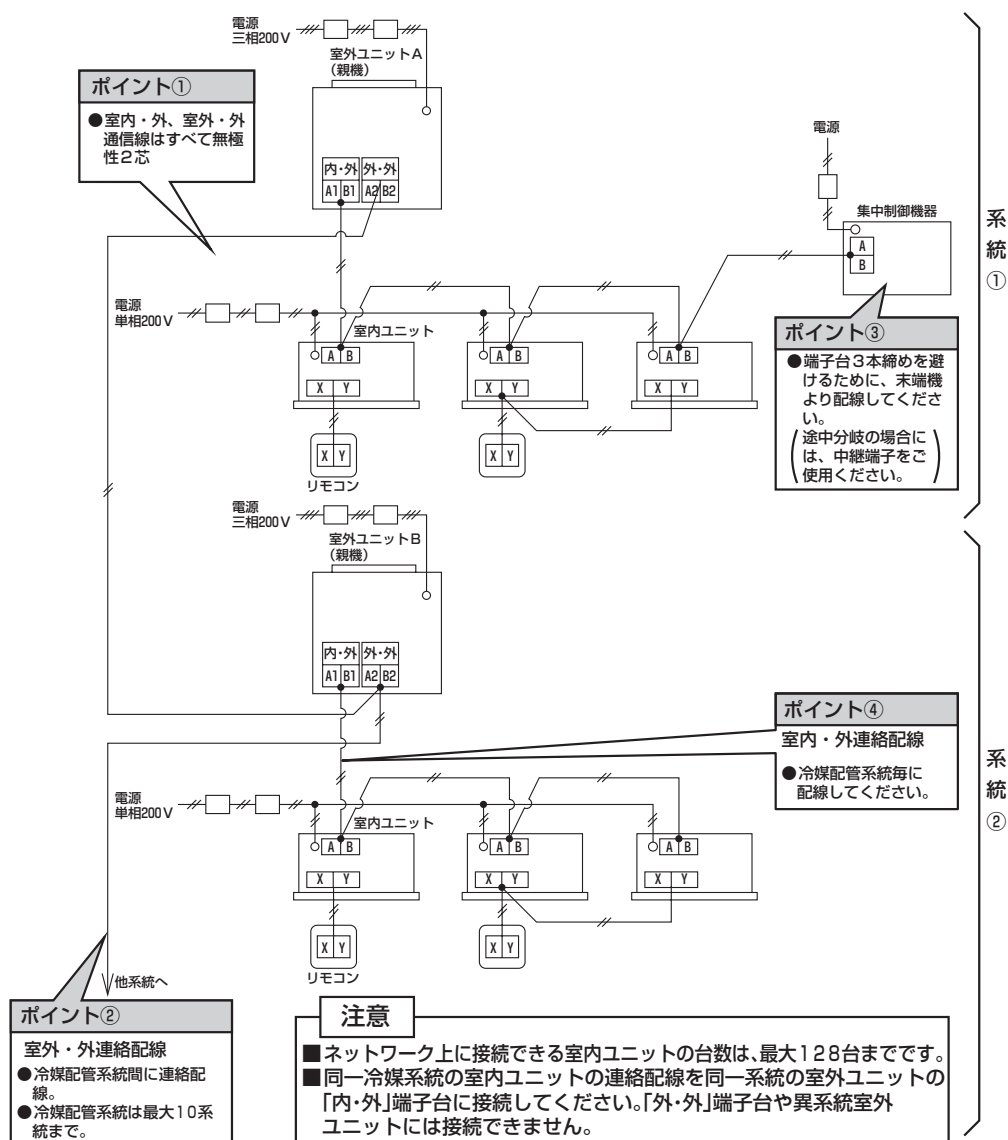 電源
三相200V
室外ユニットA
(親機)
ポイント①
●室内・外、室外・外
通信線はすべて無極
性2芯
内・外 外・外
A1 B1 A2 B2
電源
集中制御機器
A
B
系統①
電源
単相200V
室内ユニット
A B
A B
A B
X Y
X Y
X Y
X Y
X Y
リモコン
ポイント③
●端子台3本締めを避
けるために、末端機
より配線してくださ
い。
(途中分岐の場合に
は、中継端子をご
使用ください。)
電源
三相200V
室外ユニットB
(親機)
内・外 外・外
A1 B1 A2 B2
ポイント④
室内・外連絡配線
●冷媒配管系統毎に
配線してください。
系統②
電源
単相200V
室内ユニット
A B
A B
A B
X Y
X Y
X Y
X Y
X Y
リモコン
他系統へ
ポイント②
室外・外連絡配線
●冷媒配管系統間に連絡配
線。
●冷媒配管系統は最大10系
統まで。
注意
■ネットワーク上に接続できる室内ユニットの台数は、最大128台までです。
■同一冷媒系統の室内ユニットの連絡配線を同一系統の室外ユニットの
「内・外」端子台に接続してください。「外・外」端子台や異系統室外
ユニットには接続できません。